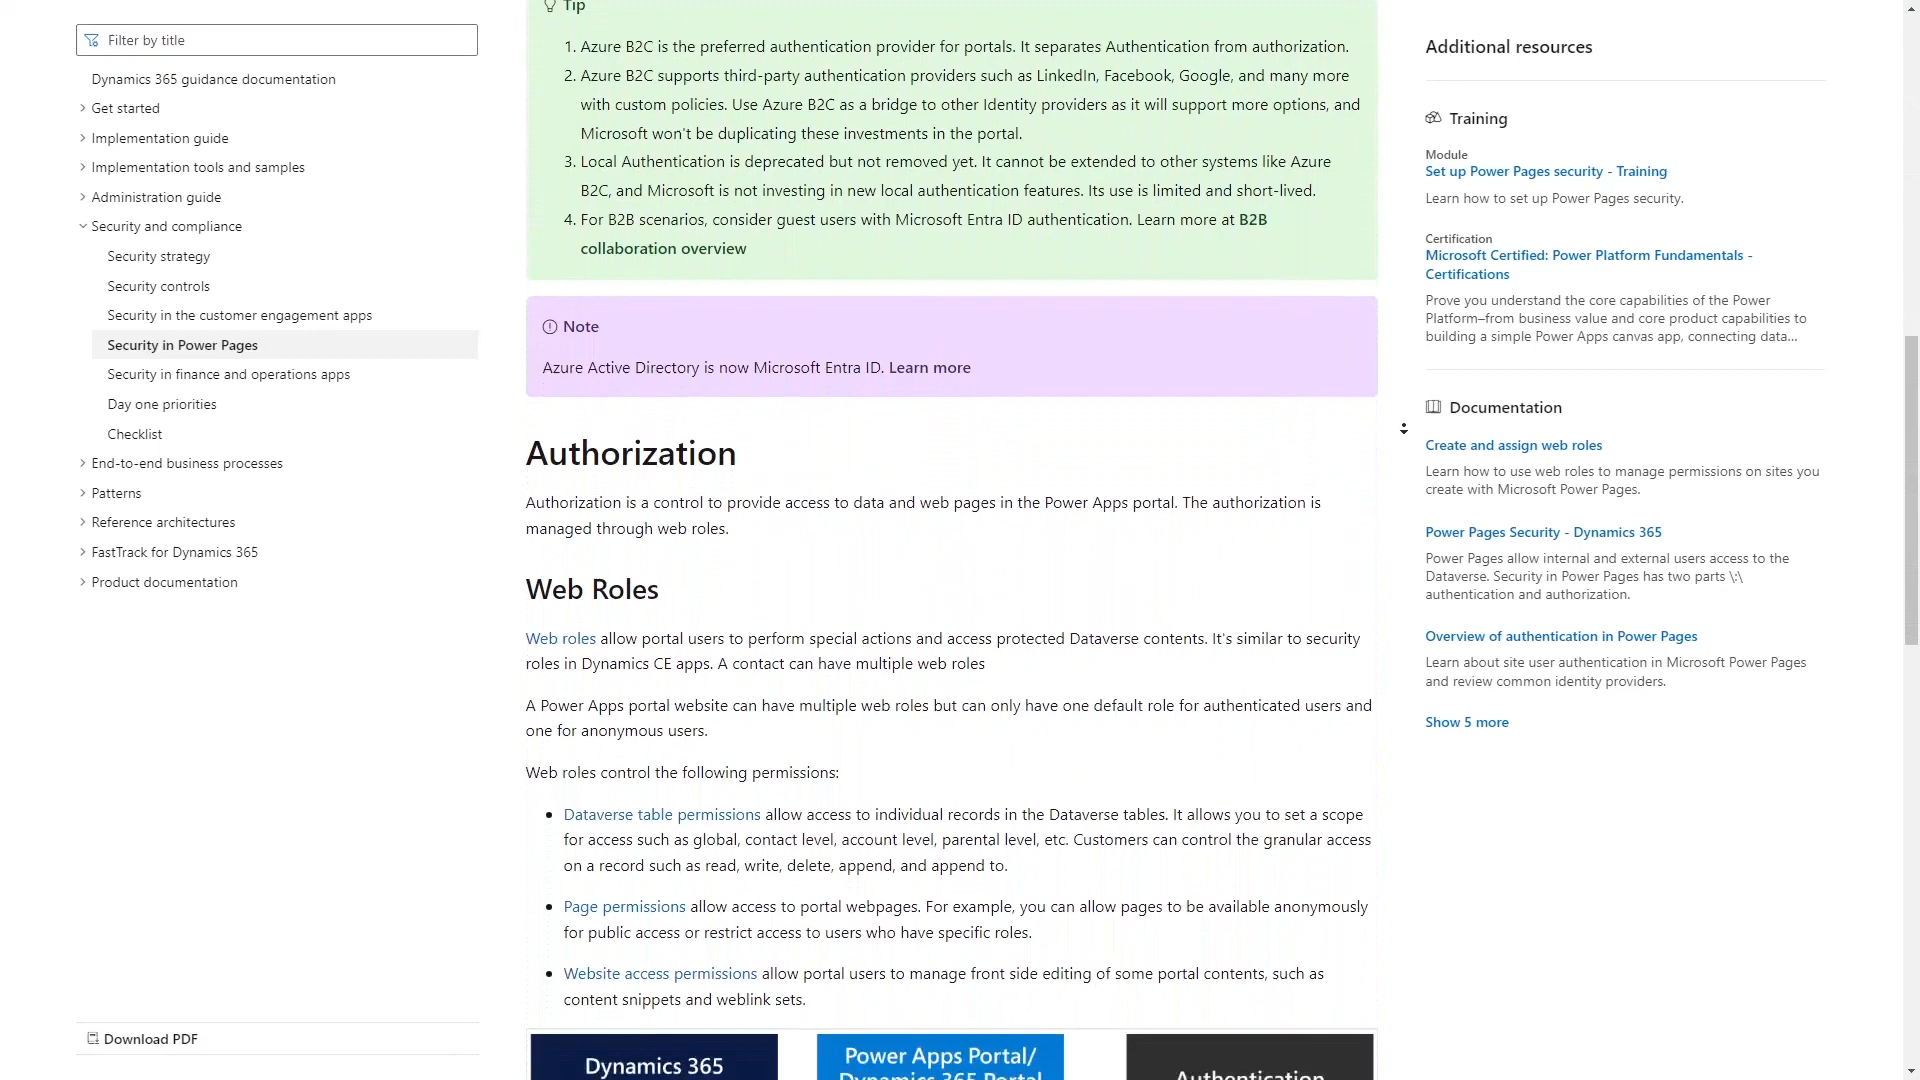 Filter by title
Dynamics 365 guidance documentation
Get started
Implementation guide
Implementation tools and samples
Administration guide
Security and compliance
Security strategy
Security controls
Security in the customer engagement apps
Security in Power Pages
Security in finance and operations apps
Day one priorities
Checklist
End-to-end business processes
Patterns
Reference architectures
FastTrack for Dynamics 365
Product documentation
Download PDF
Tip
1. Azure B2C is the preferred authentication provider for portals. It separates Authentication from authorization.
2. Azure B2C supports third-party authentication providers such as LinkedIn, Facebook, Google, and many more
with custom policies. Use Azure B2C as a bridge to other Identity providers as it will support more options, and
Microsoft won't be duplicating these investments in the portal.
3. Local Authentication is deprecated but not removed yet. It cannot be extended to other systems like Azure
B2C, and Microsoft is not investing in new local authentication features. Its use is limited and short-lived.
4. For B2B scenarios, consider guest users with Microsoft Entra ID authentication. Learn more at B2B
collaboration overview
Note
Azure Active Directory is now Microsoft Entra ID. Learn more
Authorization
Authorization is a control to provide access to data and web pages in the Power Apps portal. The authorization is
managed through web roles.
Web Roles
Web roles allow portal users to perform special actions and access protected Dataverse contents. It's similar to security
roles in Dynamics CE apps. A contact can have multiple web roles
A Power Apps portal website can have multiple web roles but can only have one default role for authenticated users and
one for anonymous users.
Web roles control the following permissions:
• Dataverse table permissions allow access to individual records in the Dataverse tables. It allows you to set a scope
for access such as global, contact level, account level, parental level, etc. Customers can control the granular access
on a record such as read, write, delete, append, and append to.
• Page permissions allow access to portal webpages. For example, you can allow pages to be available anonymously
for public access or restrict access to users who have specific roles.
• Website access permissions allow portal users to manage front side editing of some portal contents, such as
content snippets and weblink sets.
Dynamics 365
Power Apps Portal/
Dynamics 365 Portal
Authentication
Additional resources
Training
Module
Set up Power Pages security - Training
Learn how to set up Power Pages security.
Certification
Microsoft Certified: Power Platform Fundamentals -
Certifications
Prove you understand the core capabilities of the Power
Platform–from business value and core product capabilities to
building a simple Power Apps canvas app, connecting data...
Documentation
Create and assign web roles
Learn how to use web roles to manage permissions on sites you
create with Microsoft Power Pages.
Power Pages Security - Dynamics 365
Power Pages allow internal and external users access to the
Dataverse. Security in Power Pages has two parts \:\
authentication and authorization.
Overview of authentication in Power Pages
Learn about site user authentication in Microsoft Power Pages
and review common identity providers.
Show 5 more